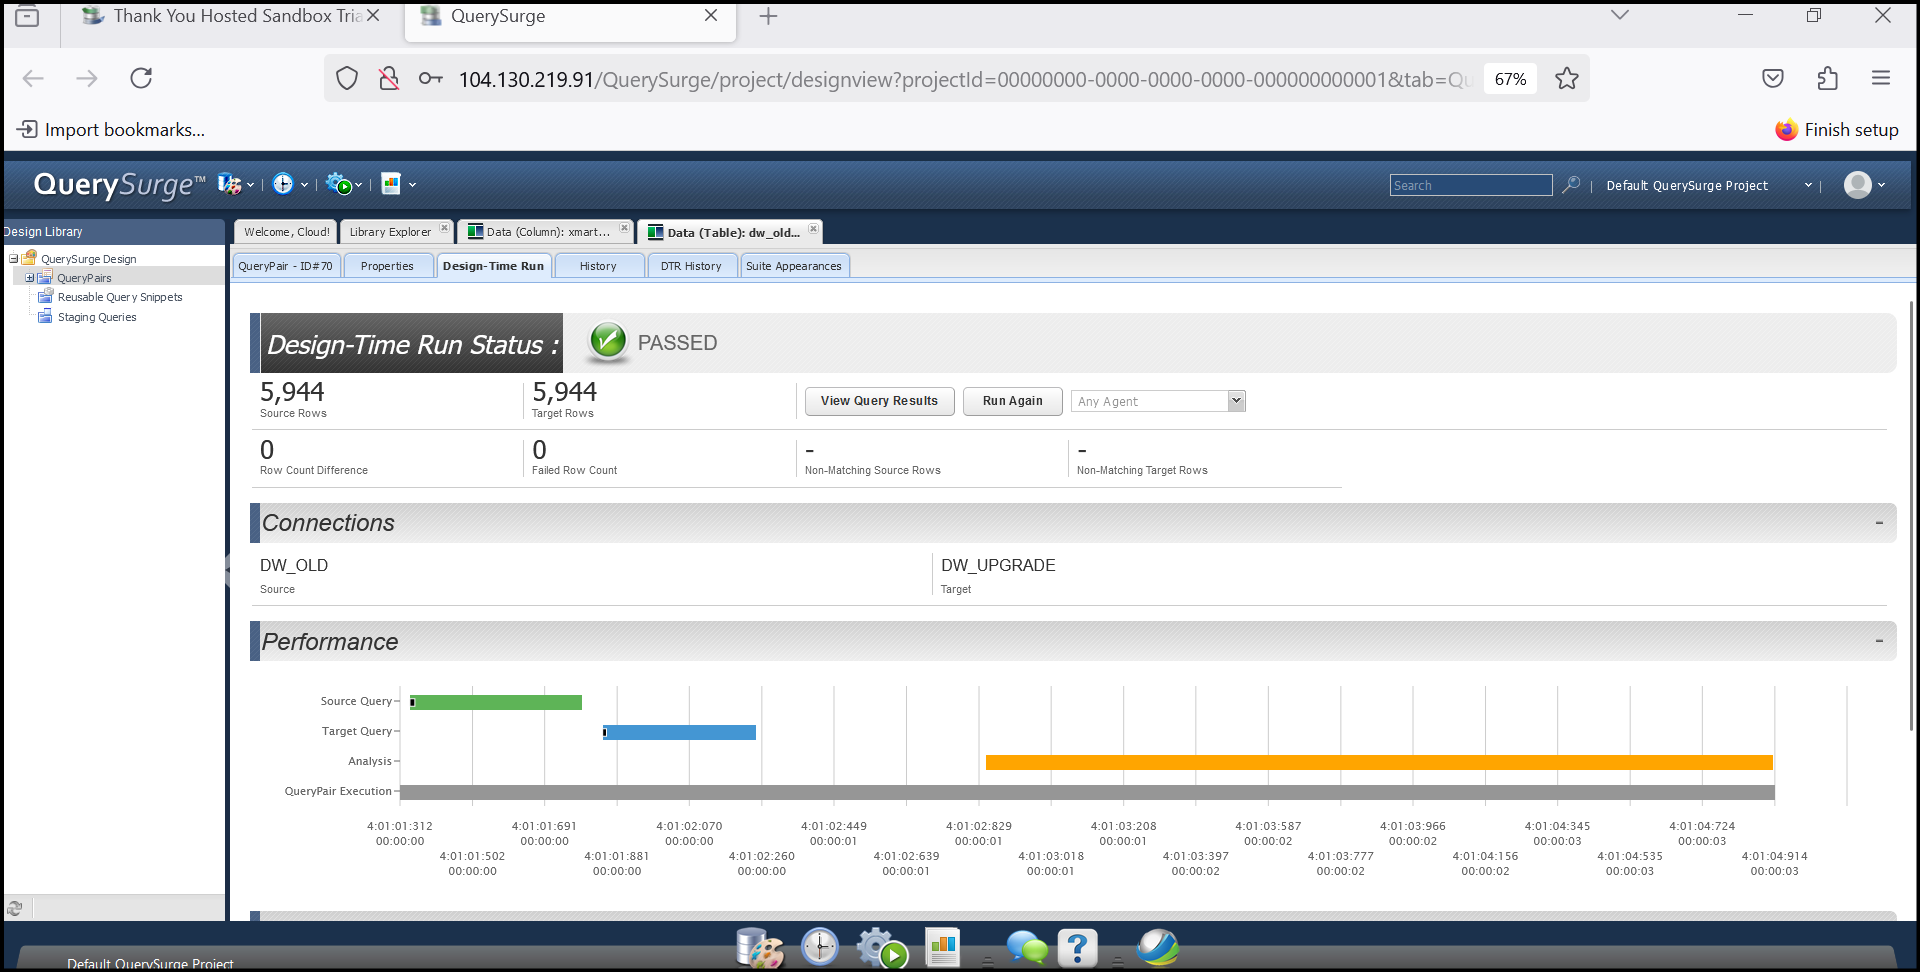 Thank You Hosted Sandbox Tria
QuerySurge
104.130.219.91/QuerySurge/project/designview?projectId=00000000-0000-0000-0000-000000000001&tab=Qu
67%
Import bookmarks...
Finish setup
QuerySurge™
Search
Default QuerySurge Project
Design Library
Welcome, Cloud!
Library Explorer
Data (Column): xmart...
Data (Table): dw_old...
QuerySurge Design
QueryPairs
Reusable Query Snippets
Staging Queries
QueryPair - ID#70
Properties
Design-Time Run
History
DTR History
Suite Appearances
Design-Time Run Status :
PASSED
5,944
Source Rows
5,944
Target Rows
View Query Results
Run Again
Any Agent
0
Row Count Difference
0
Failed Row Count
-
Non-Matching Source Rows
-
Non-Matching Target Rows
Connections
-
DW_OLD
Source
DW_UPGRADE
Target
Performance
-
Source Query
Target Query
Analysis
QueryPair Execution
4:01:01:312 4:01:01:691 4:01:02:070 4:01:02:449 4:01:02:829 4:01:03:208 4:01:03:587 4:01:03:966 4:01:04:345 4:01:04:724
00:00:00 00:00:00 00:00:00 00:00:01 00:00:01 00:00:01 00:00:02 00:00:02 00:00:03 00:00:03
4:01:01:502 4:01:01:881 4:01:02:260 4:01:02:639 4:01:03:018 4:01:03:397 4:01:03:777 4:01:04:156 4:01:04:535 4:01:04:914
00:00:00 00:00:00 00:00:00 00:00:01 00:00:01 00:00:02 00:00:02 00:00:02 00:00:03 00:00:03
Default QuerySurge Project